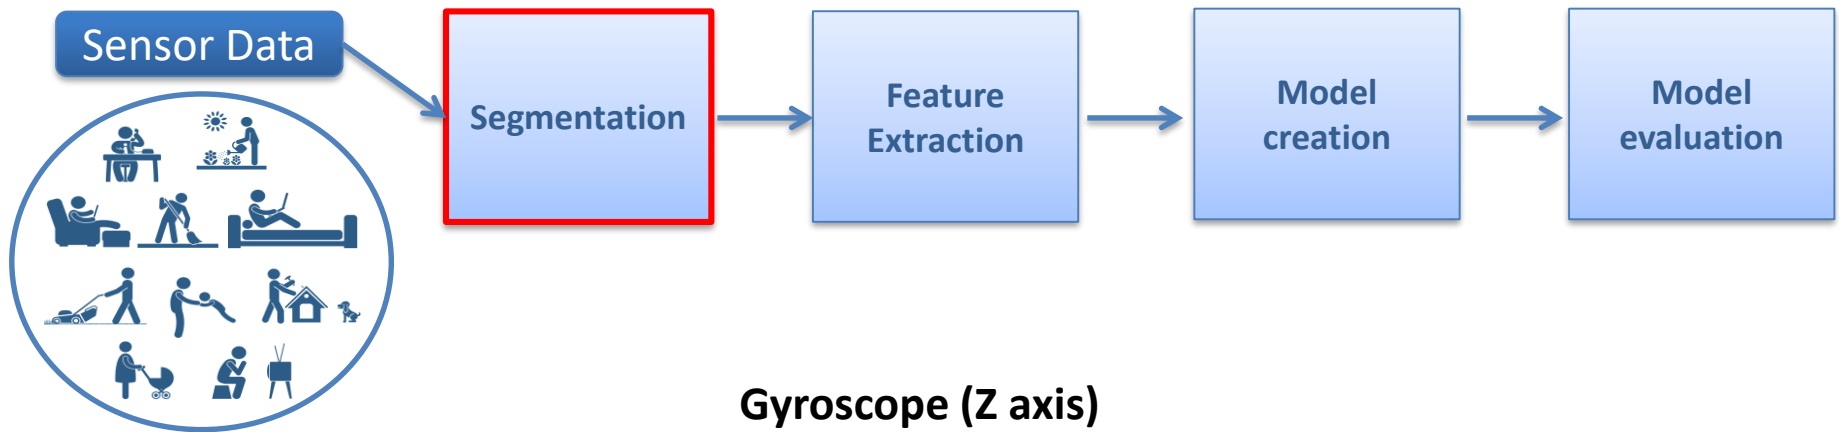 Sensor Data
Segmentation
Feature
Extraction
Model
creation
Model
evaluation
Gyroscope (Z axis)